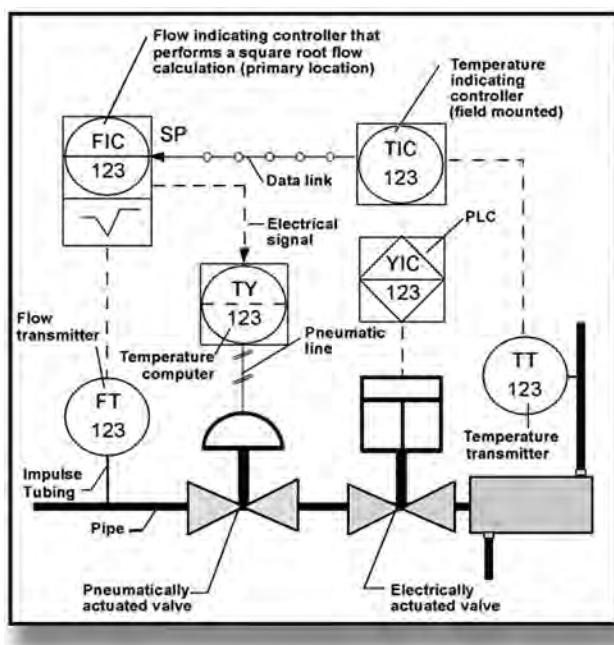 Flow indicating controller that
performs a square root flow
calculation (primary location)
Temperature
indicating
controller
(field mounted)
FIC
123
SP
TIC
123
Data link
PLC
Electrical
signal
YIC
123
TY
123
Flow
transmitter
Temperature
computer
Pneumatic
line
FT
123
TT
123
Temperature
transmitter
Impulse
Tubing
Pipe
Pneumatically
actuated valve
Electrically
actuated valve